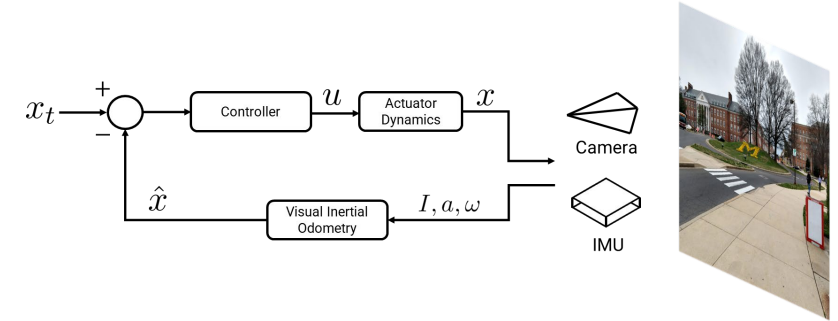 +
x_t
−
Controller
u
Actuator
Dynamics
x
Camera
M
x̂
Visual Inertial
Odometry
I, a, ω
IMU